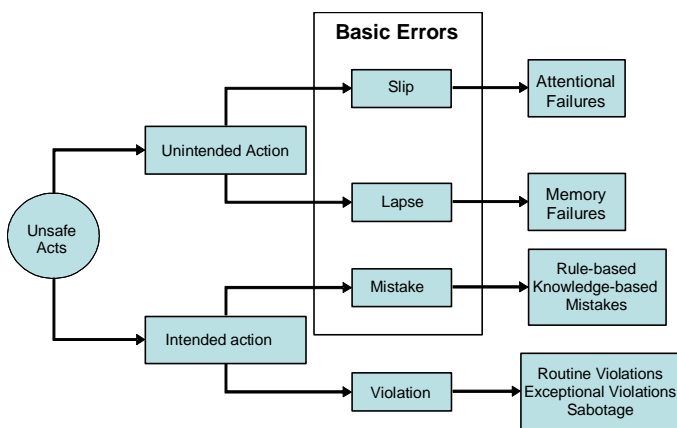 Basic Errors
Slip
Attentional
Failures
Unintended Action
Lapse
Memory
Failures
Unsafe
Acts
Mistake
Rule-based
Knowledge-based
Mistakes
Intended action
Violation
Routine Violations
Exceptional Violations
Sabotage